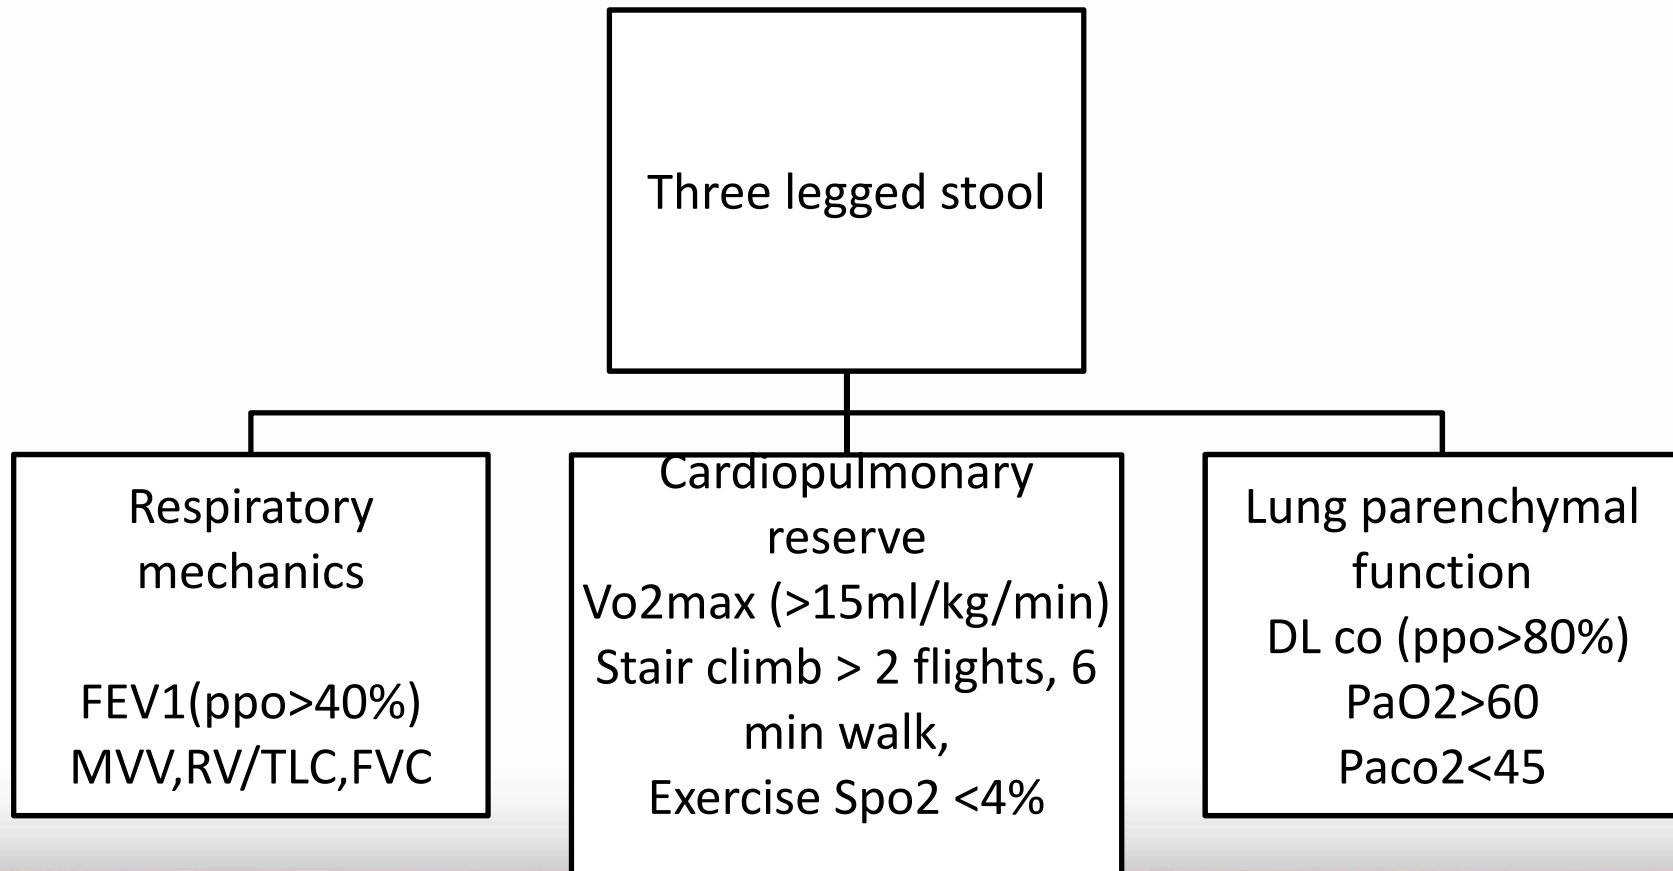 Three legged stool
Respiratory
mechanics
FEV1(ppo>40%)
MVV,RV/TLC,FVC
Cardiopulmonary
reserve
Vo2max (>15ml/kg/min)
Stair climb > 2 flights, 6
min walk,
Exercise Spo2 <4%
Lung parenchymal
function
DL co (ppo>80%)
PaO2>60
Paco2<45